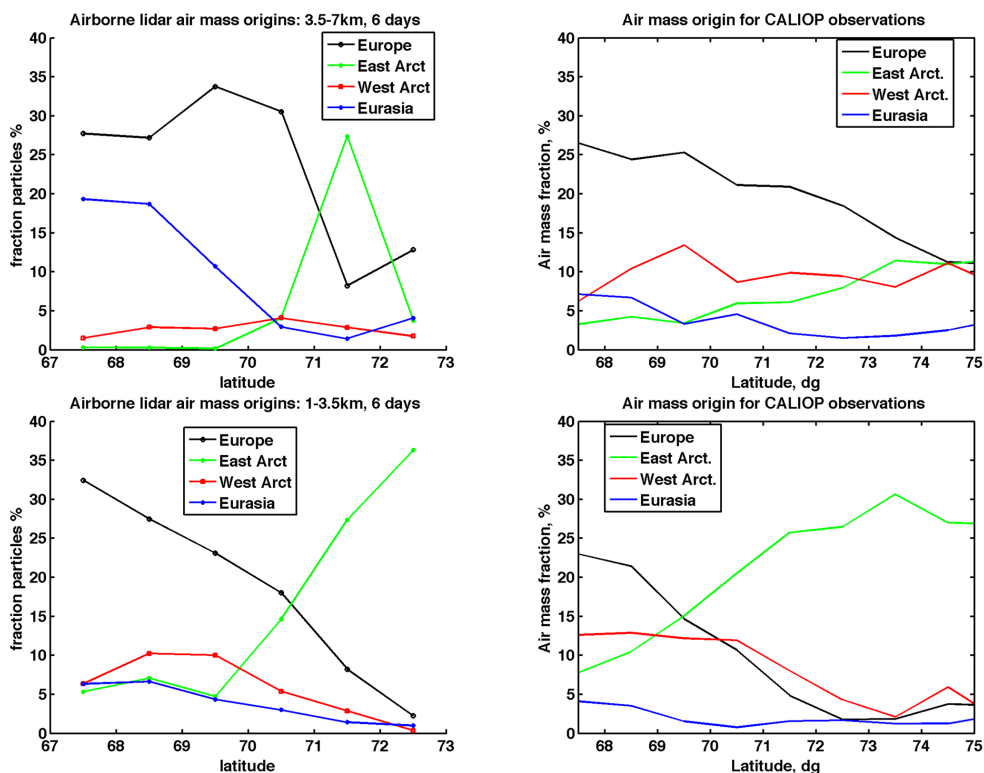 Airborne lidar air mass origins: 3.5-7km, 6 days
fraction particles %
40
35
30
25
20
15
10
5
0
Europe
East Arct
West Arct
Eurasia
67 68 69 70 71 72 73
latitude
Air mass origin for CALIOP observations
Air mass fraction, %
40
35
30
25
20
15
10
5
0
Europe
East Arct.
West Arct.
Eurasia
68 69 70 71 72 73 74 75
Latitude, dg
Airborne lidar air mass origins: 1-3.5km, 6 days
fraction particles %
40
35
30
25
20
15
10
5
0
Europe
East Arct
West Arct
Eurasia
67 68 69 70 71 72 73
latitude
Air mass origin for CALIOP observations
Air mass fraction, %
40
35
30
25
20
15
10
5
0
Europe
East Arct.
West Arct.
Eurasia
68 69 70 71 72 73 74 75
Latitude, dg